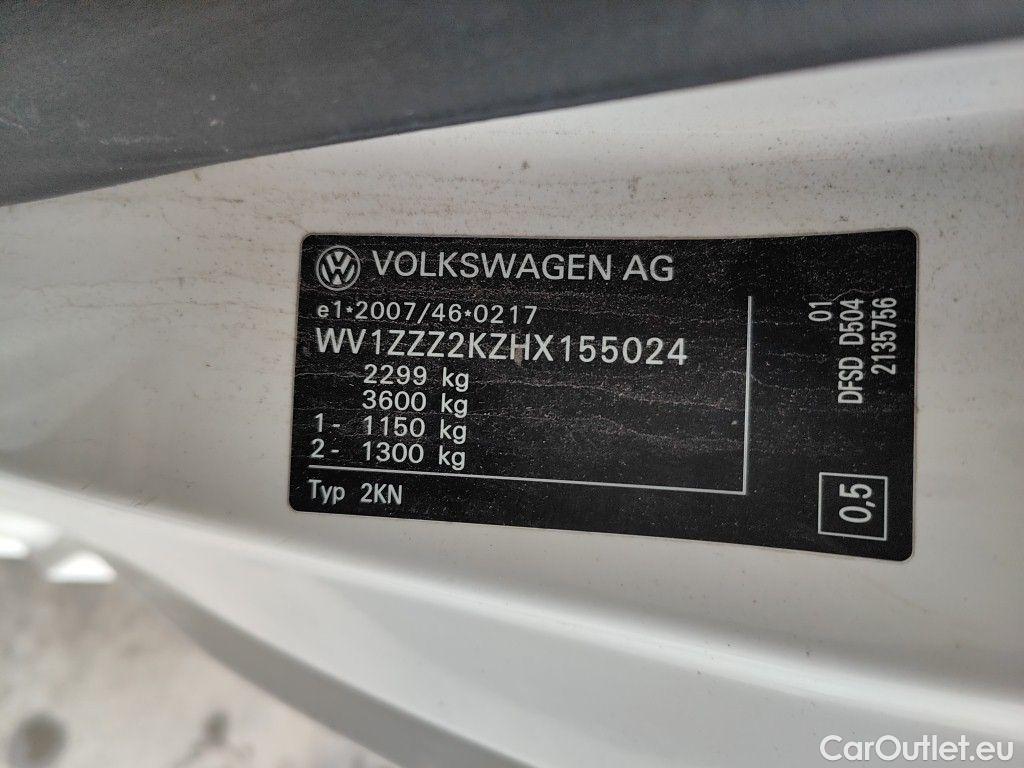 VOLKSWAGEN AG
e1*2007/46*0217
WV1ZZZ2KZHX155024
2299 kg
3600 kg
1- 1150 kg
2- 1300 kg
Typ 2KN
01
DFSD D504
2135756
0,5
CarOutlet.eu